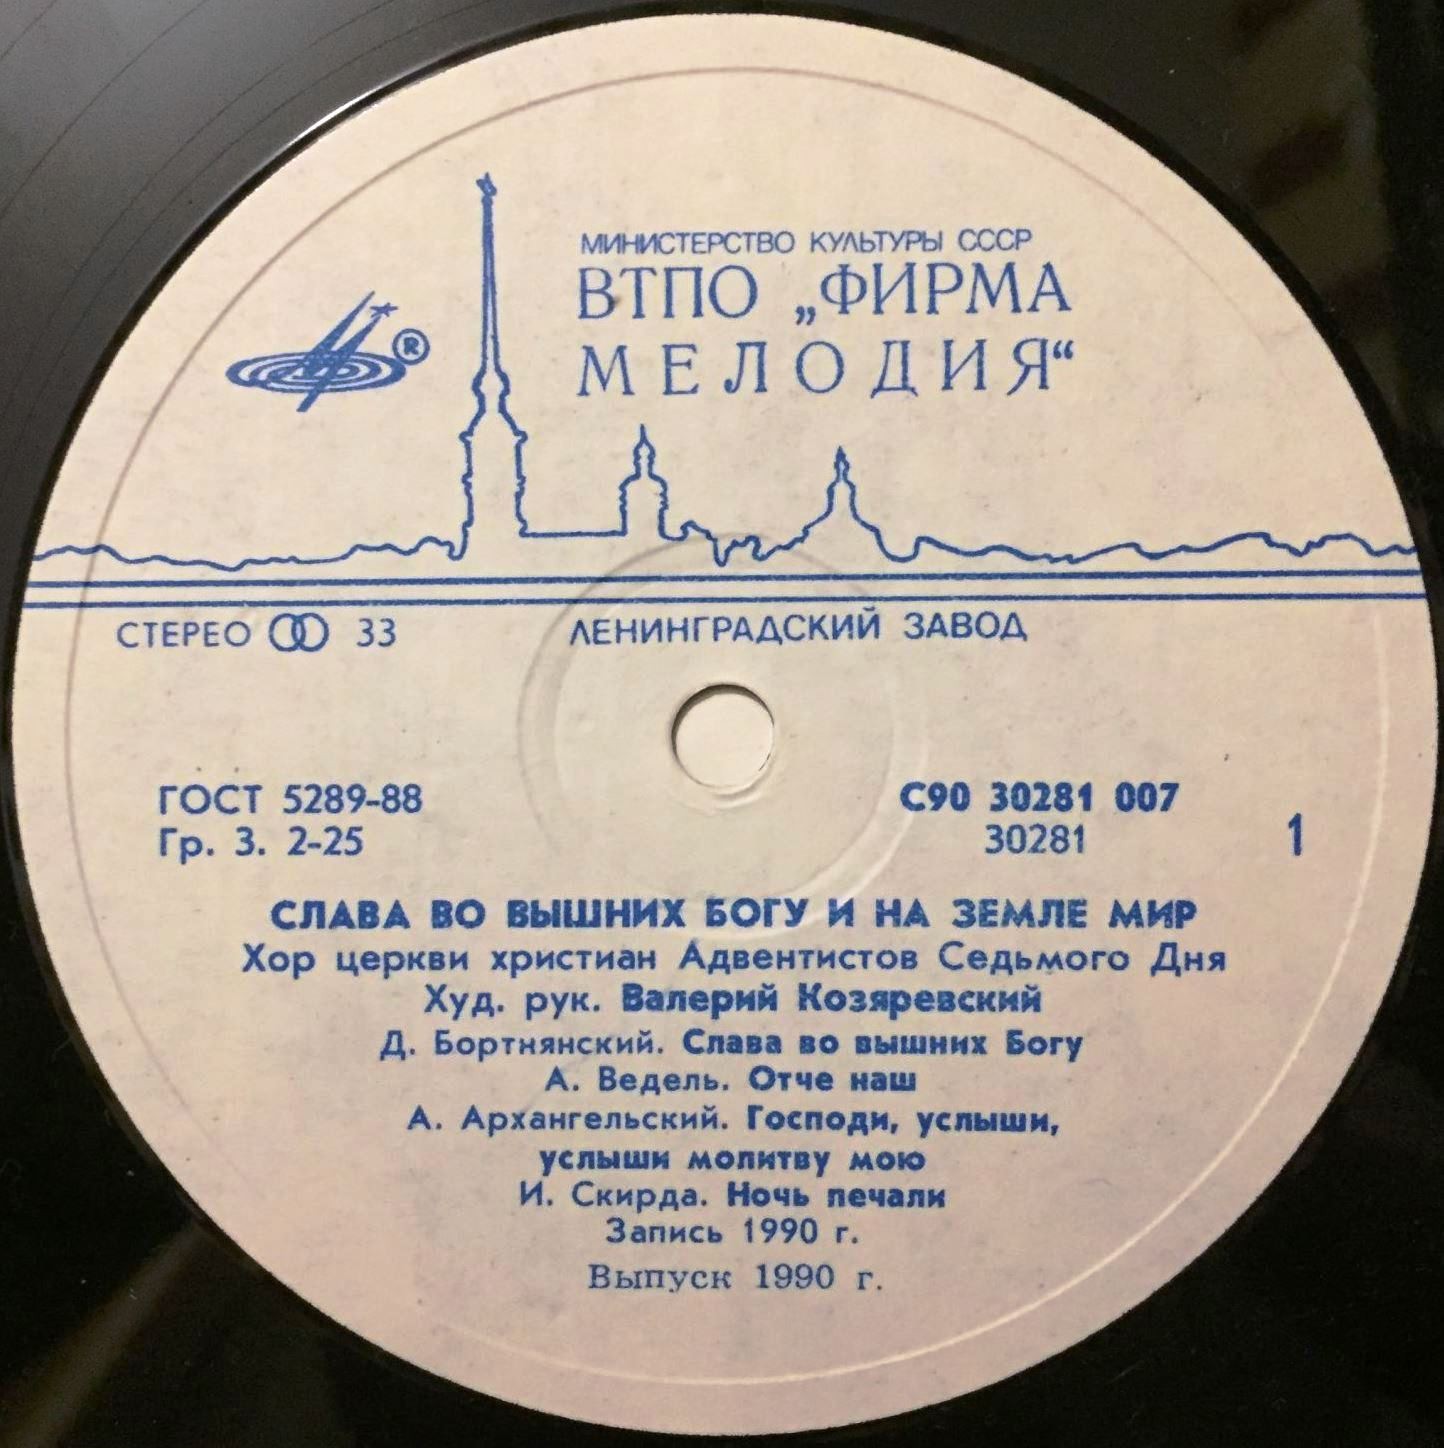 МИНИСТЕРСТВО КУЛЬТУРЫ СССР
ВТПО „ФИРМА
МЕЛОДИЯ“
®
СТЕРЕО 33
ЛЕНИНГРАДСКИЙ ЗАВОД
ГОСТ 5289-88
Гр. 3. 2-25
С90 30281 007
30281
1
СЛАВА ВО ВЫШНИХ БОГУ И НА ЗЕМЛЕ МИР
Хор церкви христиан Адвентистов Седьмого Дня
Худ. рук. Валерий Козяревский
Д. Бортнянский. Слава во вышних Богу
А. Ведель. Отче наш
А. Архангельский. Господи, услыши,
услыши молитву мою
И. Скирда. Ночь печали
Запись 1990 г.
Выпуск 1990 г.